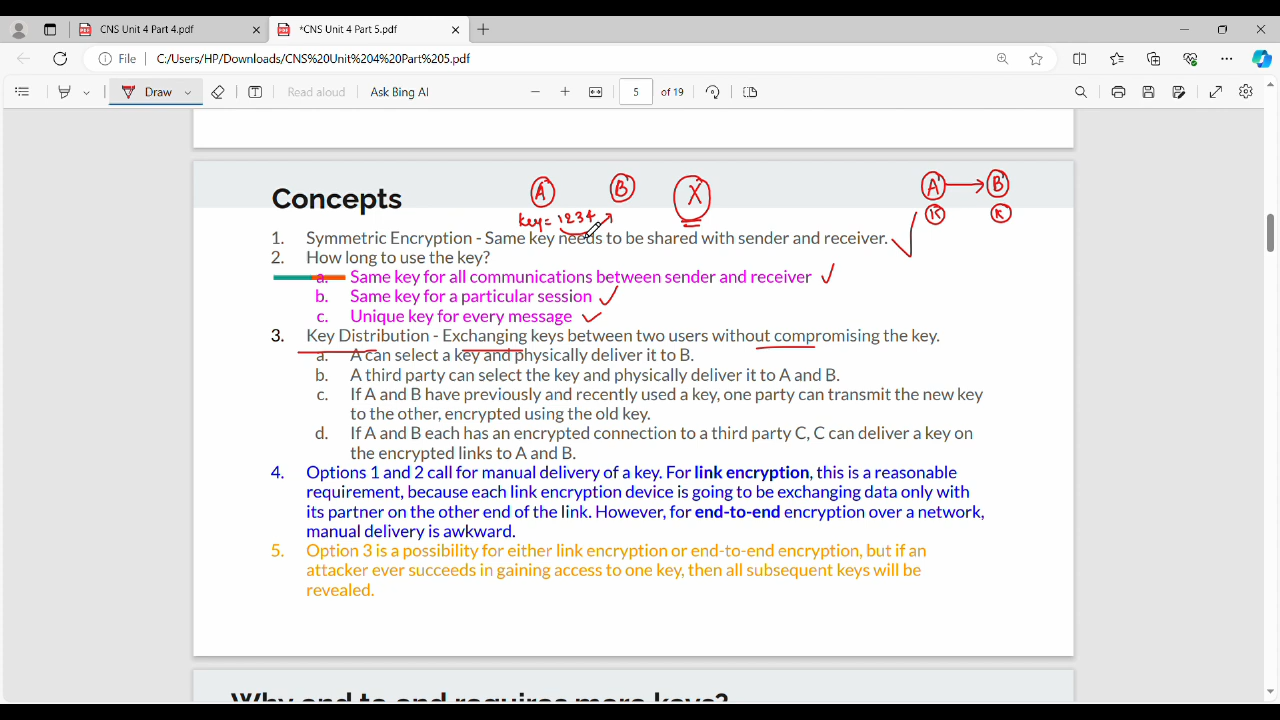 CNS Unit 4 Part 4.pdf
*CNS Unit 4 Part 5.pdf
File
C:/Users/HP/Downloads/CNS%20Unit%204%20Part%205.pdf
Draw
Read aloud
Ask Bing AI
5
of 19
Concepts
A B X A B
key= 1234
K K
1. Symmetric Encryption - Same key needs to be shared with sender and receiver.
2. How long to use the key?
a. Same key for all communications between sender and receiver
b. Same key for a particular session
c. Unique key for every message
3. Key Distribution - Exchanging keys between two users without compromising the key.
a. A can select a key and physically deliver it to B.
b. A third party can select the key and physically deliver it to A and B.
c. If A and B have previously and recently used a key, one party can transmit the new key
to the other, encrypted using the old key.
d. If A and B each has an encrypted connection to a third party C, C can deliver a key on
the encrypted links to A and B.
4. Options 1 and 2 call for manual delivery of a key. For link encryption, this is a reasonable
requirement, because each link encryption device is going to be exchanging data only with
its partner on the other end of the link. However, for end-to-end encryption over a network,
manual delivery is awkward.
5. Option 3 is a possibility for either link encryption or end-to-end encryption, but if an
attacker ever succeeds in gaining access to one key, then all subsequent keys will be
revealed.
Why end to end requires more keys?